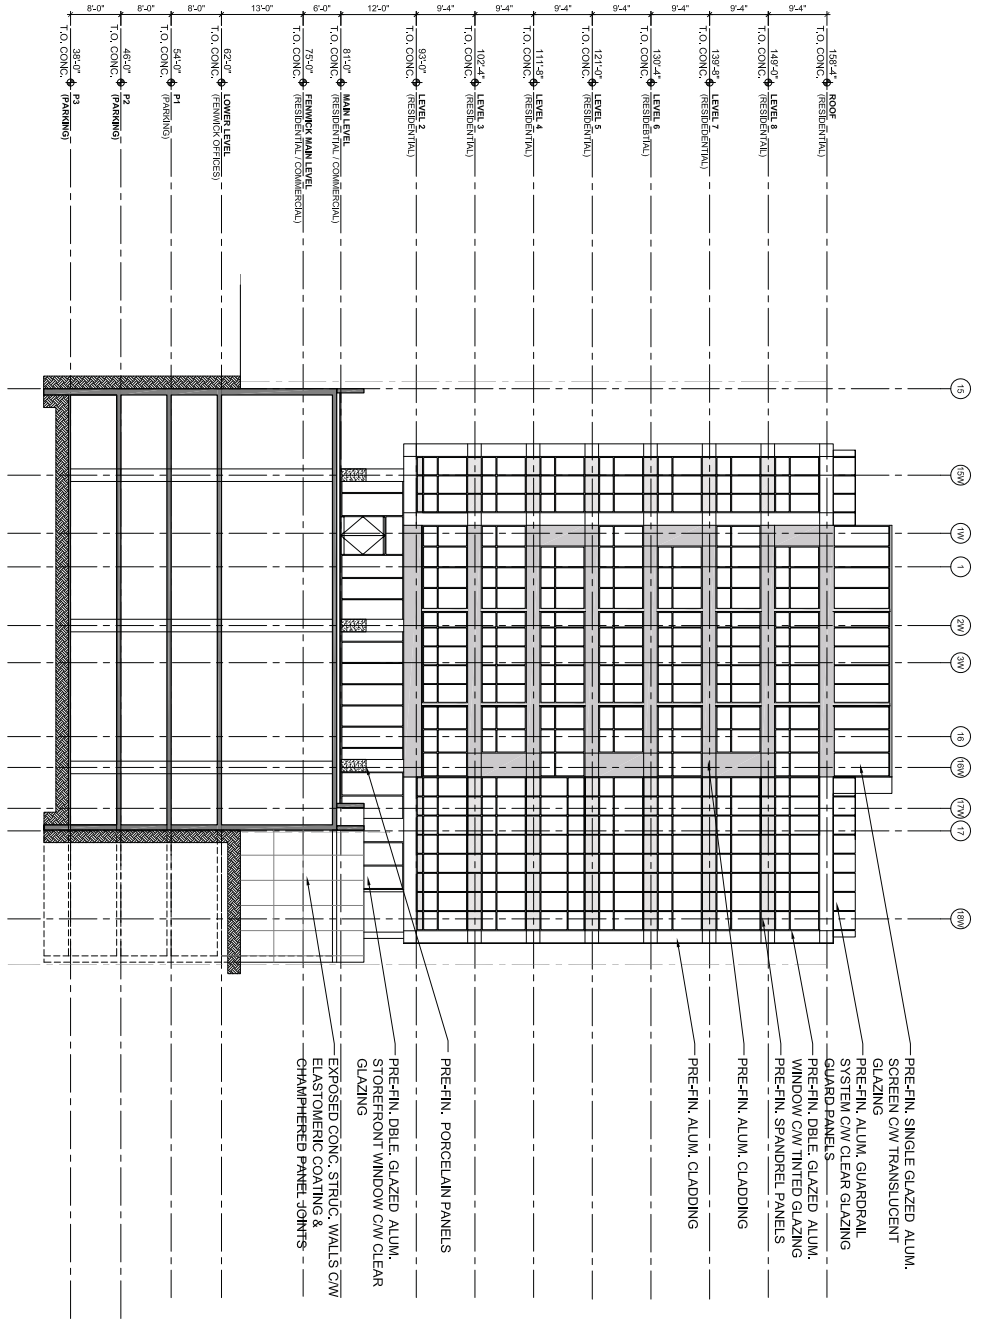 15
15W
1W
1
2W
3W
16
16W
17W
17
18W
9'-4"
9'-4"
9'-4"
9'-4"
9'-4"
9'-4"
9'-4"
12'-0"
6'-0"
13'-0"
8'-0"
8'-0"
8'-0"
158'-4"
T.O. CONC.
ROOF
(RESIDENTIAL)
149'-0"
T.O. CONC.
LEVEL 8
(RESIDENTAIL)
139'-8"
T.O. CONC.
LEVEL 7
(RESIDEDENTIAL)
130'-4"
T.O. CONC.
LEVEL 6
(RESIDEBTIAL)
121'-0"
T.O. CONC.
LEVEL 5
(RESIDENTIAL)
111'-8"
T.O. CONC.
LEVEL 4
(RESIDENTIAL)
102'-4"
T.O. CONC.
LEVEL 3
(RESIDENTIAL)
93'-0"
T.O. CONC.
LEVEL 2
(RESIDENTIAL)
81'-0"
T.O. CONC.
MAIN LEVEL
(RESIDENTIAL / COMMERCIAL)
75'-0"
T.O. CONC.
FENWICK MAIN LEVEL
(RESIDENTIAL / COMMERCIAL)
62'-0"
T.O. CONC.
LOWER LEVEL
(FENWICK OFFICES)
54'-0"
T.O. CONC.
P1
(PARKING)
46'-0"
T.O. CONC.
P2
(PARKING)
38'-0"
T.O. CONC.
P3
(PARKING)
PRE-FIN. SINGLE GLAZED ALUM.
SCREEN C/W TRANSLUCENT
GLAZING
PRE-FIN. ALUM. GUARDRAIL
SYSTEM C/W CLEAR GLAZING
GUARD PANELS
PRE-FIN. DBLE. GLAZED ALUM.
WINDOW C/W TINTED GLAZING
PRE-FIN. SPANDREL PANELS
PRE-FIN. ALUM. CLADDING
PRE-FIN. ALUM. CLADDING
PRE-FIN. PORCELAIN PANELS
PRE-FIN. DBLE. GLAZED ALUM.
STOREFRONT WINDOW C/W CLEAR
GLAZING
EXPOSED CONC. STRUC. WALLS C/W
ELASTOMERIC COATING &
CHAMPHERED PANEL JOINTS